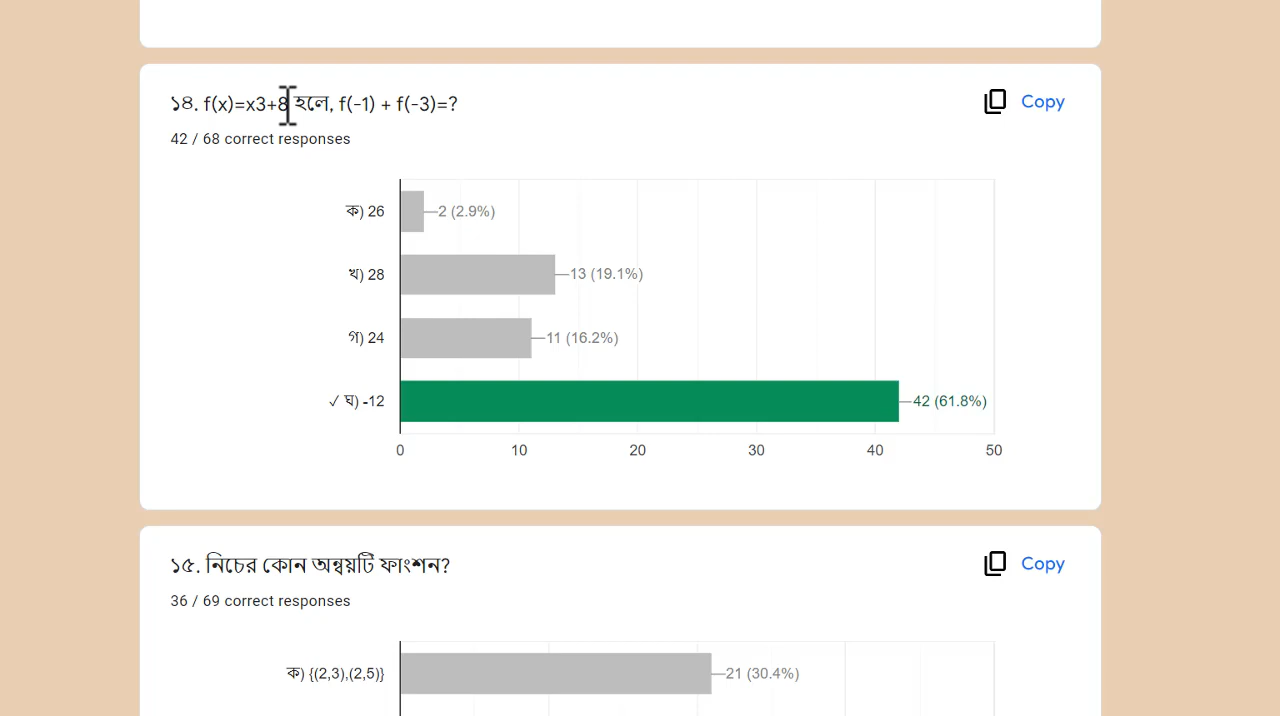 ১৪. f(x)=x3+8 হলে, f(-1) + f(-3)=?
Copy
42 / 68 correct responses
ক) 26
2 (2.9%)
খ) 28
13 (19.1%)
গ) 24
11 (16.2%)
✓ ঘ) -12
42 (61.8%)
0 10 20 30 40 50
১৫. নিচের কোন অন্বয়টি ফাংশন?
Copy
36 / 69 correct responses
ক) {(2,3),(2,5)}
21 (30.4%)